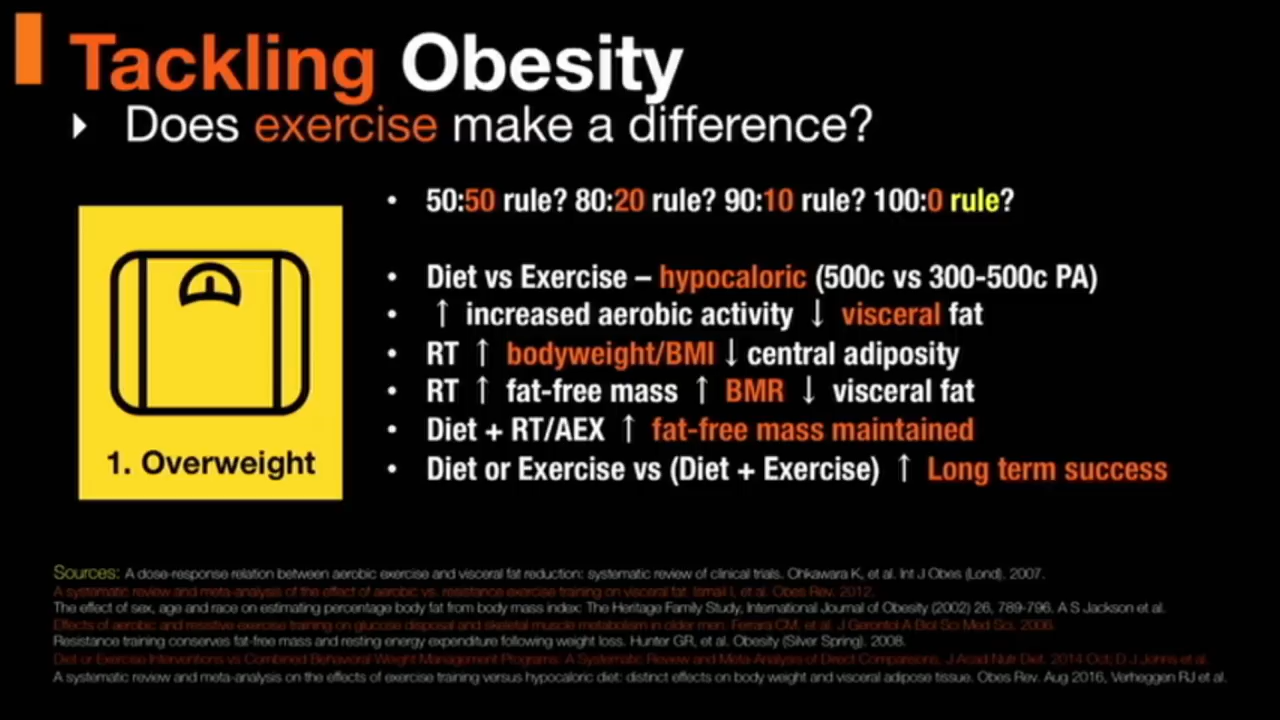 Tackling Obesity
Does exercise make a difference?
• 50:50 rule? 80:20 rule? 90:10 rule? 100:0 rule?
• Diet vs Exercise – hypocaloric (500c vs 300-500c PA)
• ↑ increased aerobic activity ↓ visceral fat
• RT ↑ bodyweight/BMI ↓ central adiposity
• RT ↑ fat-free mass ↑ BMR ↓ visceral fat
• Diet + RT/AEX ↑ fat-free mass maintained
• Diet or Exercise vs (Diet + Exercise) ↑ Long term success
1. Overweight
Sources: A dose-response relation between aerobic exercise and visceral fat reduction: systematic review of clinical trials. Ohkawara K, et al. Int J Obes (Lond). 2007.
A systematic review and meta-analysis of the effect of aerobic vs. resistance exercise training on visceral fat. Ismail I, et al. Obes Rev. 2012.
The effect of sex, age and race on estimating percentage body fat from body mass index: The Heritage Family Study, International Journal of Obesity (2002) 26, 789-796. A S Jackson et al.
Effects of aerobic and resistive exercise training on glucose disposal and skeletal muscle metabolism in older men. Ferrara CM, et al. J Gerontol A Biol Sci Med Sci. 2006.
Resistance training conserves fat-free mass and resting energy expenditure following weight loss. Hunter GR, et al. Obesity (Silver Spring). 2008.
Diet or Exercise Interventions vs Combined Behavioral Weight Management Programs: A Systematic Review and Meta-Analysis of Direct Comparisons, J Acad Nutr Diet. 2014 Oct; D J Johns et al.
A systematic review and meta-analysis on the effects of exercise training versus hypocaloric diet: distinct effects on body weight and visceral adipose tissue. Obes Rev. Aug 2016, Verheggen RJ et al.